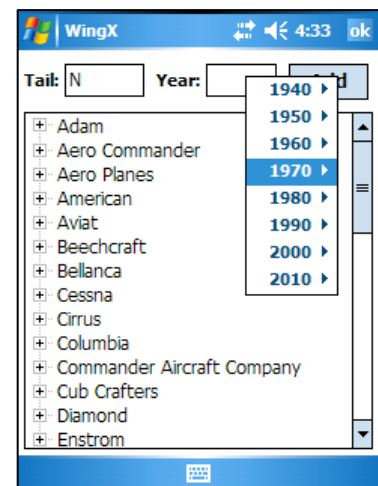 WingX 4:33 ok
Tail: N Year:
1940
1950
1960
1970
1980
1990
2000
2010
Adam
Aero Commander
Aero Planes
American
Aviat
Beechcraft
Bellanca
Cessna
Cirrus
Columbia
Commander Aircraft Company
Cub Crafters
Diamond
Enstrom